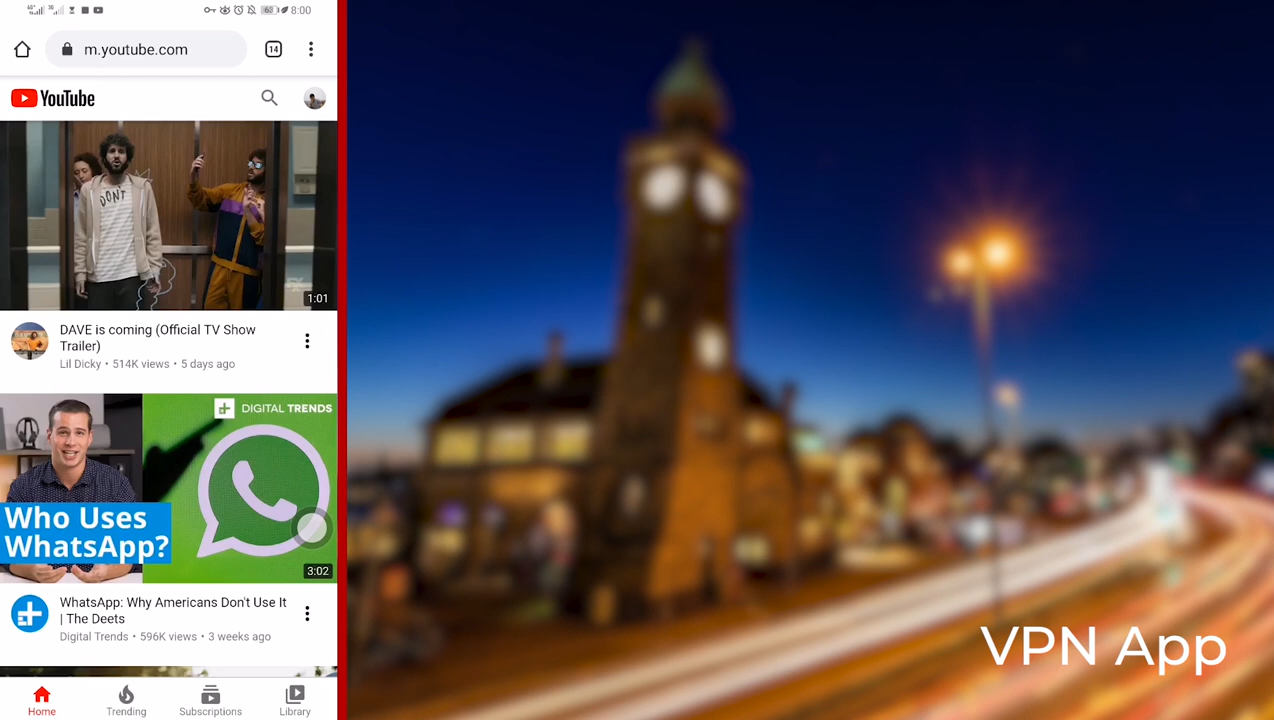 8:00
m.youtube.com
14
YouTube
DON'T
1:01
DAVE is coming (Official TV Show
Trailer)
Lil Dicky • 514K views • 5 days ago
DIGITAL TRENDS
Who Uses
WhatsApp?
3:02
WhatsApp: Why Americans Don't Use It
| The Deets
Digital Trends • 596K views • 3 weeks ago
Home
Trending
Subscriptions
Library
VPN App